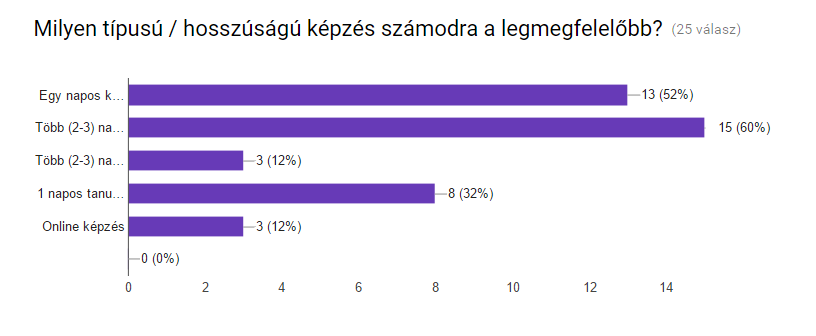 Milyen típusú / hosszúságú képzés számodra a legmegfelelőbb? (25 válasz)
Egy napos k... 13 (52%)
Több (2-3) na... 15 (60%)
Több (2-3) na... 3 (12%)
1 napos tanu... 8 (32%)
Online képzés 3 (12%)
0 (0%)
0 2 4 6 8 10 12 14